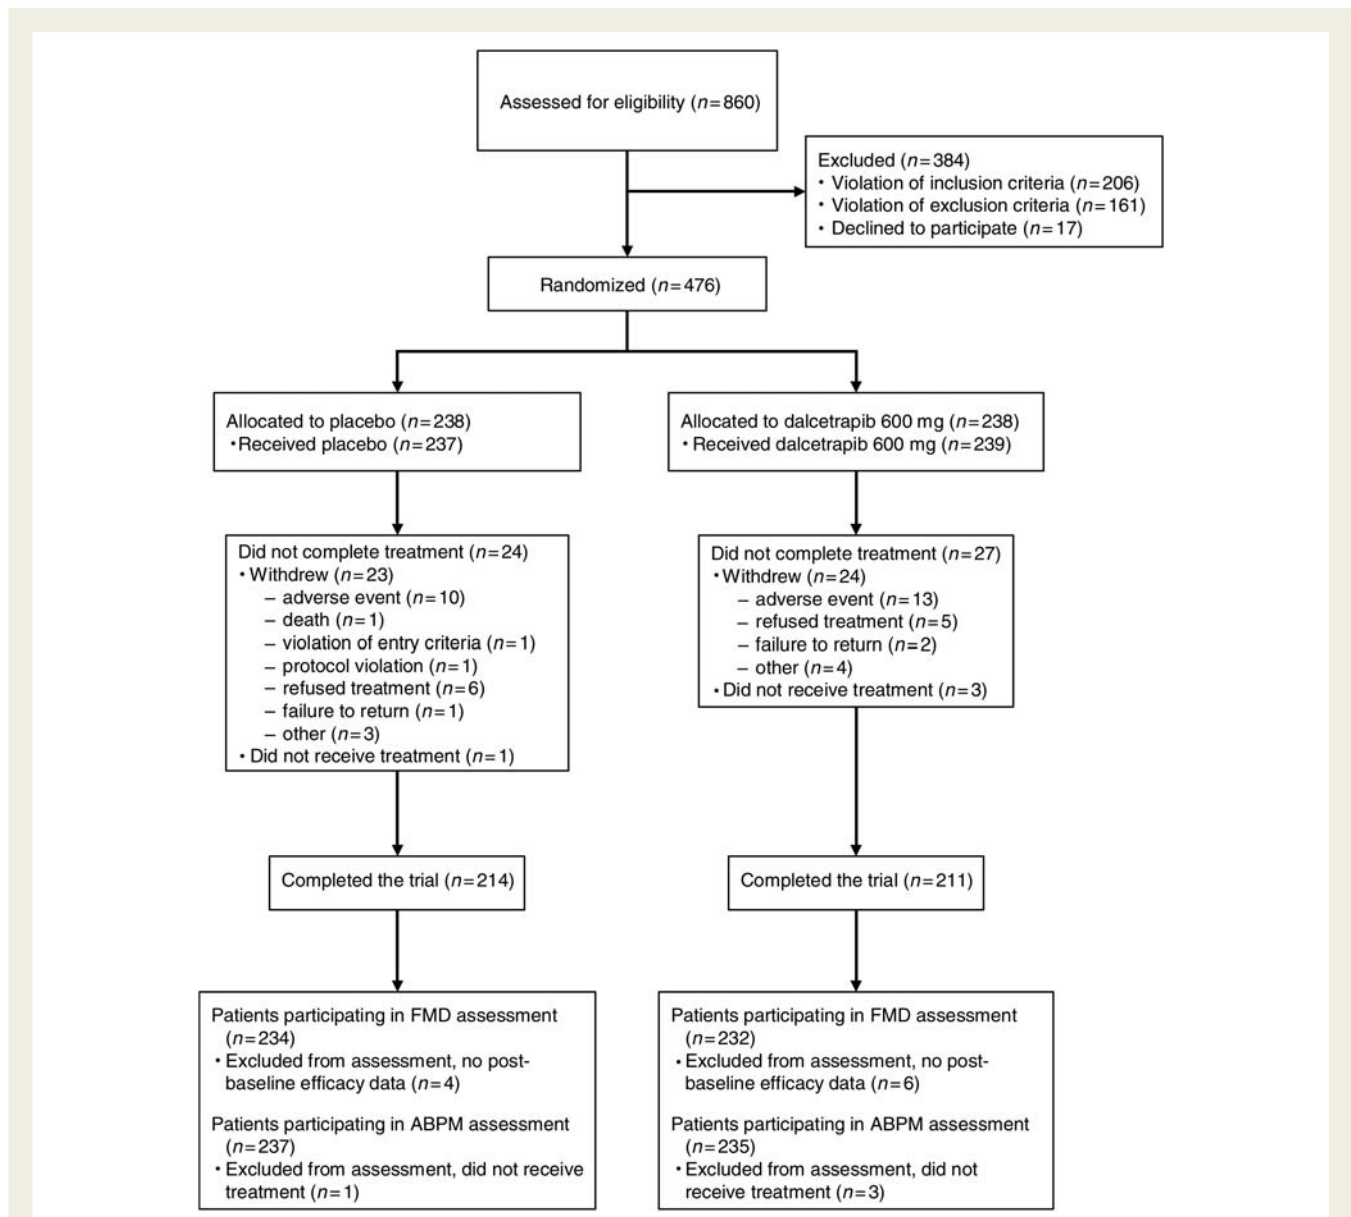 Assessed for eligibility (n=860)
Excluded (n=384)
• Violation of inclusion criteria (n=206)
• Violation of exclusion criteria (n=161)
• Declined to participate (n=17)
Randomized (n=476)
Allocated to placebo (n=238)
• Received placebo (n=237)
Allocated to dalcetrapib 600 mg (n=238)
• Received dalcetrapib 600 mg (n=239)
Did not complete treatment (n=24)
• Withdrew (n=23)
– adverse event (n=10)
– death (n=1)
– violation of entry criteria (n=1)
– protocol violation (n=1)
– refused treatment (n=6)
– failure to return (n=1)
– other (n=3)
• Did not receive treatment (n=1)
Did not complete treatment (n=27)
• Withdrew (n=24)
– adverse event (n=13)
– refused treatment (n=5)
– failure to return (n=2)
– other (n=4)
• Did not receive treatment (n=3)
Completed the trial (n=214)
Completed the trial (n=211)
Patients participating in FMD assessment
(n=234)
• Excluded from assessment, no post-
baseline efficacy data (n=4)
Patients participating in ABPM assessment
(n=237)
• Excluded from assessment, did not receive
treatment (n=1)
Patients participating in FMD assessment
(n=232)
• Excluded from assessment, no post-
baseline efficacy data (n=6)
Patients participating in ABPM assessment
(n=235)
• Excluded from assessment, did not
receive treatment (n=3)